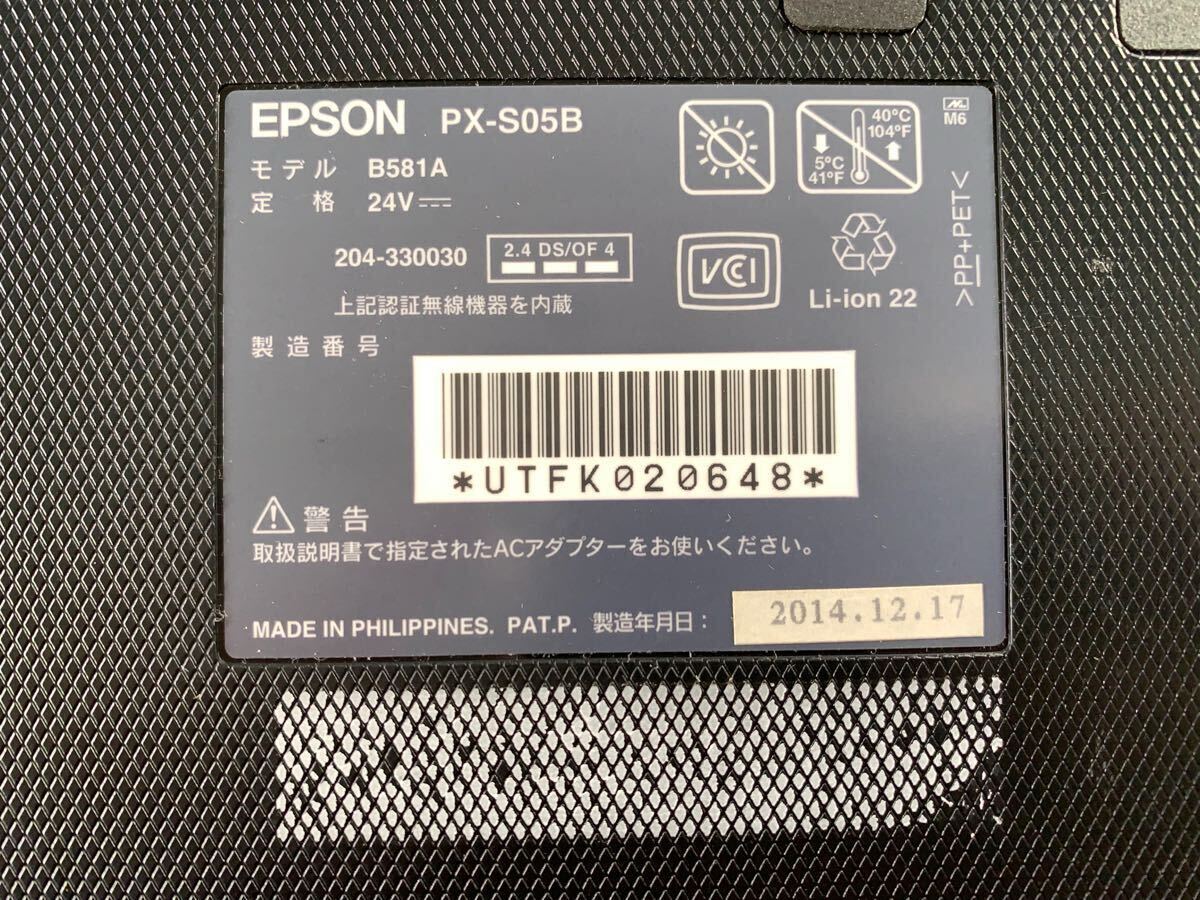 EPSON PX-S05B
モデル B581A
定格 24V
204-330030
2.4 DS/OF 4
上記認証無線機器を内蔵
製造番号
*UTFK020648*
警告
取扱説明書で指定されたACアダプターをお使いください。
MADE IN PHILIPPINES. PAT.P. 製造年月日：
2014.12.17
40°C
104°F
5°C
41°F
M6
VCCI
Li-ion 22
>PP+PET<